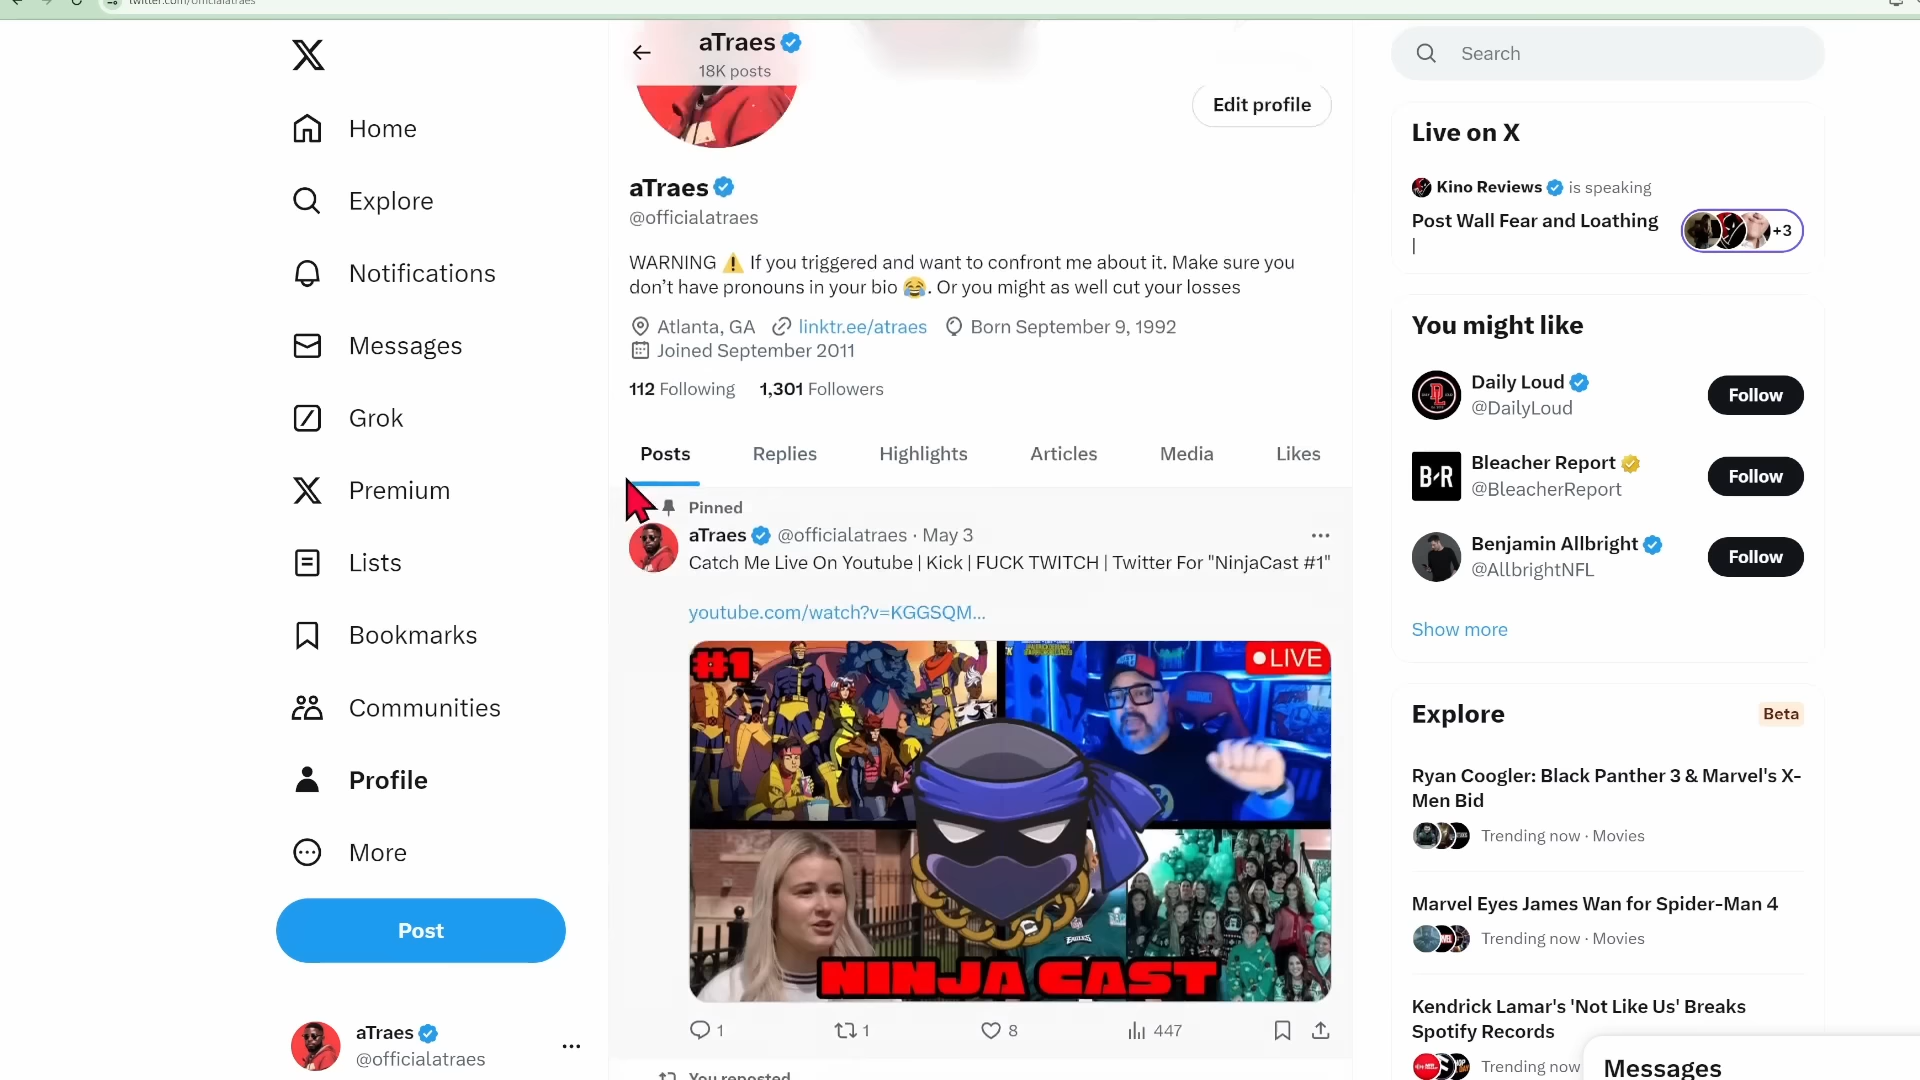 Home
Explore
Notifications
Messages
Grok
Premium
Lists
Bookmarks
Communities
Profile
More
Post
aTraes
@officialatraes
aTraes
18K posts
Edit profile
aTraes
@officialatraes
WARNING ⚠️ If you triggered and want to confront me about it. Make sure you
don’t have pronouns in your bio 😂. Or you might as well cut your losses
Atlanta, GA linktr.ee/atraes Born September 9, 1992
Joined September 2011
112 Following 1,301 Followers
Posts Replies Highlights Articles Media Likes
Pinned
aTraes @officialatraes · May 3
Catch Me Live On Youtube | Kick | FUCK TWITCH | Twitter For "NinjaCast #1"
youtube.com/watch?v=KGGSQM...
#1
LIVE
EAGLES
NINJA CAST
1 1 8 447
You reposted
Search
Live on X
Kino Reviews is speaking
Post Wall Fear and Loathing
|
+3
You might like
Daily Loud
@DailyLoud
Follow
B/R
Bleacher Report
@BleacherReport
Follow
Benjamin Allbright
@AllbrightNFL
Follow
Show more
Explore Beta
Ryan Coogler: Black Panther 3 & Marvel's X-
Men Bid
Trending now · Movies
Marvel Eyes James Wan for Spider-Man 4
Trending now · Movies
Kendrick Lamar's 'Not Like Us' Breaks
Spotify Records
Trending now
Messages